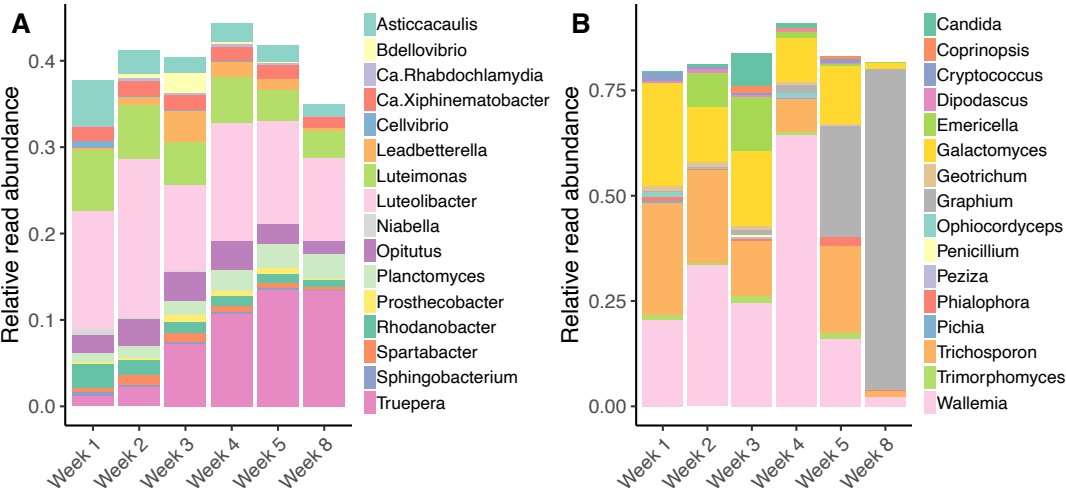 A
Relative read abundance
0.4
0.3
0.2
0.1
0.0
Week 1
Week 2
Week 3
Week 4
Week 5
Week 8
Asticcacaulis
Bdellovibrio
Ca.Rhabdochlamydia
Ca.Xiphinematobacter
Cellvibrio
Leadbetterella
Luteimonas
Luteolibacter
Niabella
Opitutus
Planctomyces
Prosthecobacter
Rhodanobacter
Spartabacter
Sphingobacterium
Truepera
B
Relative read abundance
0.75
0.50
0.25
0.00
Week 1
Week 2
Week 3
Week 4
Week 5
Week 8
Candida
Coprinopsis
Cryptococcus
Dipodascus
Emericella
Galactomyces
Geotrichum
Graphium
Ophiocordyceps
Penicillium
Peziza
Phialophora
Pichia
Trichosporon
Trimorphomyces
Wallemia